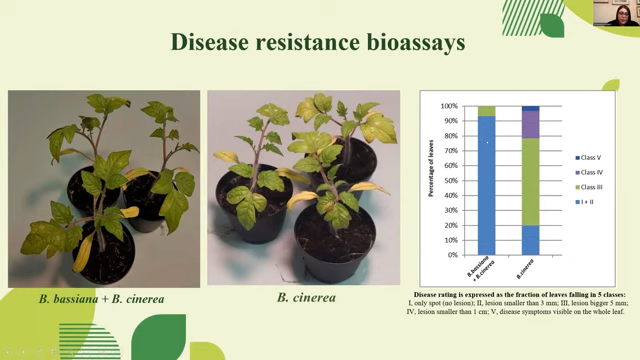 Disease resistance bioassays
B. bassiana + B. cinerea
B. cinerea
100%
90%
80%
70%
60%
50%
40%
30%
20%
10%
0%
Percentage of leaves
B.bassiana
+ B.cinerea
B.cinerea
Class V
Class IV
Class III
I + II
Disease rating is expressed as the fraction of leaves falling in 5 classes:
I, only spot (no lesion); II, lesion smaller than 3 mm; III, lesion bigger 5 mm;
IV, lesion smaller than 1 cm; V, disease symptoms visible on the whole leaf.